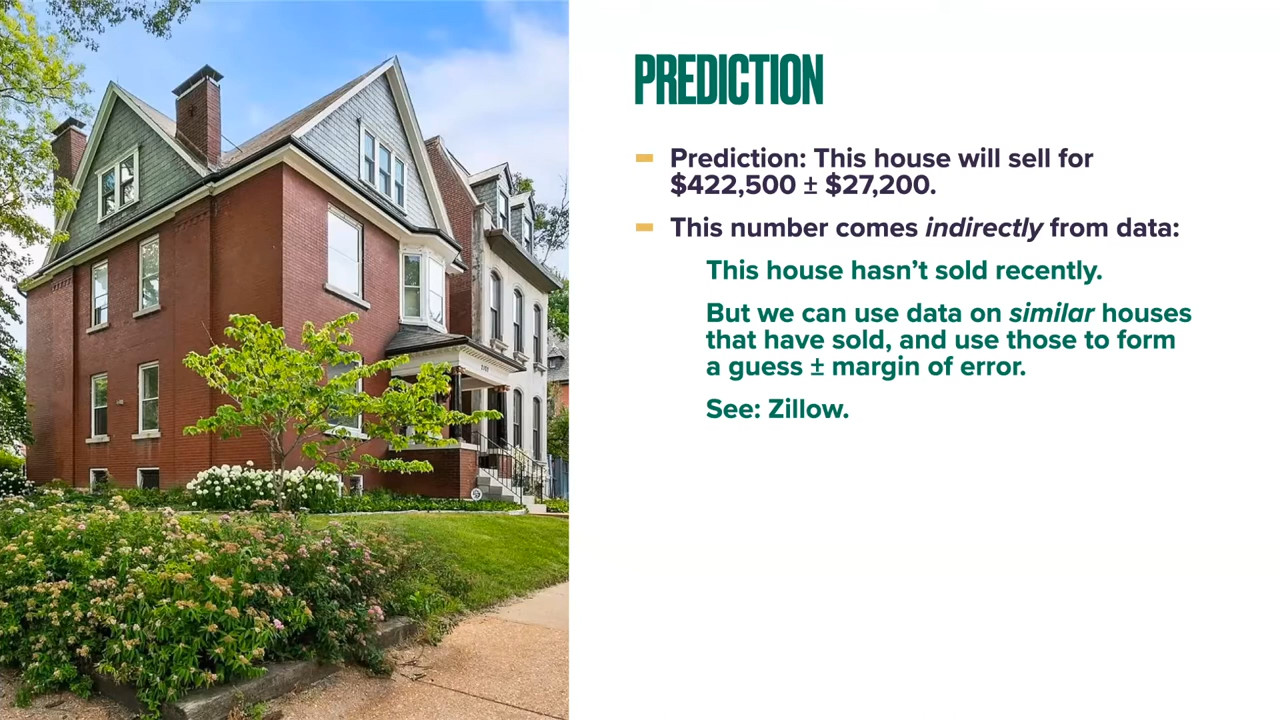 PREDICTION
Prediction: This house will sell for
$422,500 ± $27,200.
This number comes indirectly from data:
This house hasn’t sold recently.
But we can use data on similar houses
that have sold, and use those to form
a guess ± margin of error.
See: Zillow.